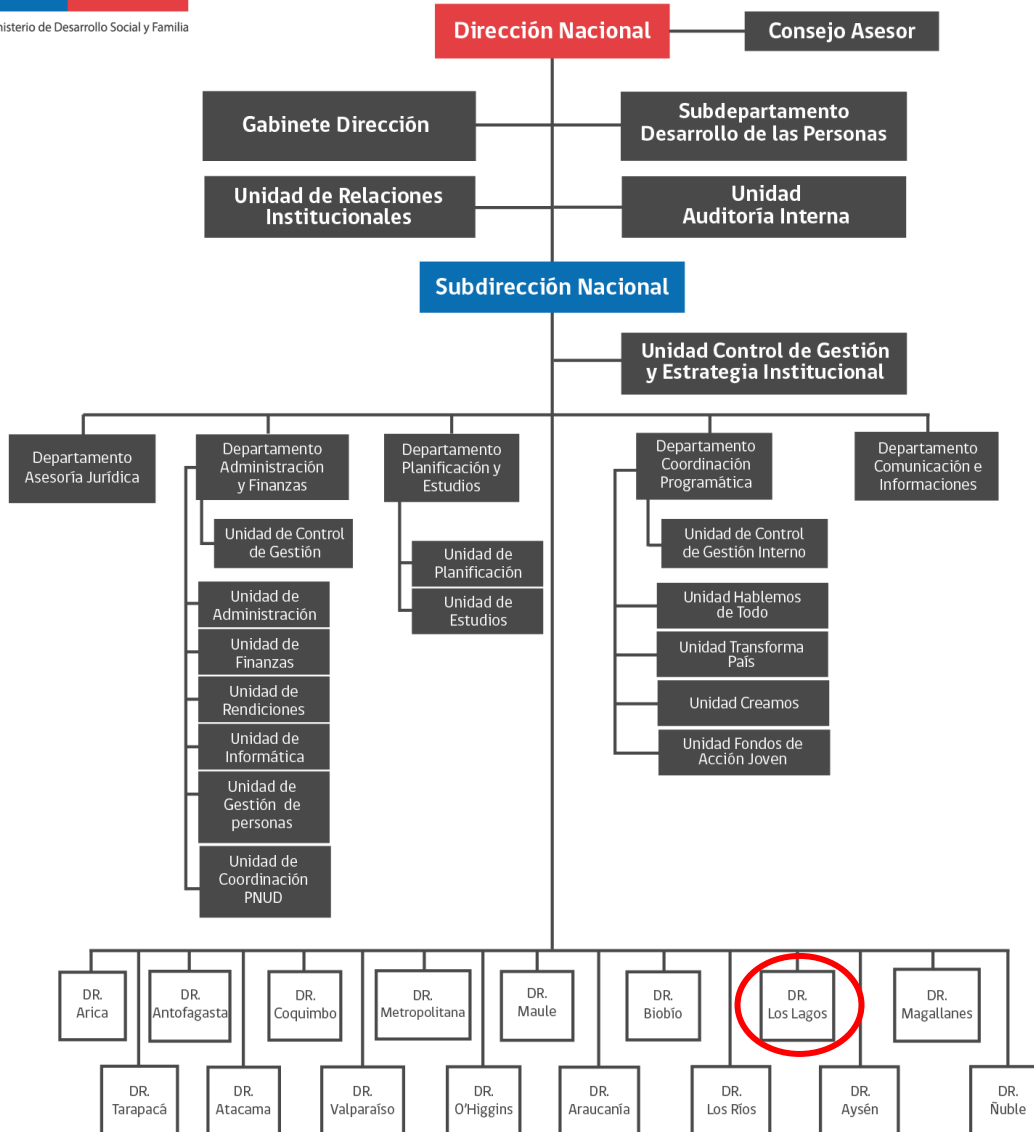 nisterio de Desarrollo Social y Familia
Dirección Nacional
Consejo Asesor
Gabinete Dirección
Subdepartamento
Desarrollo de las Personas
Unidad de Relaciones
Institucionales
Unidad
Auditoría Interna
Subdirección Nacional
Unidad Control de Gestión
y Estrategia Institucional
Departamento
Asesoría Jurídica
Departamento
Administración
y Finanzas
Unidad de Control
de Gestión
Unidad de
Administración
Unidad de
Finanzas
Unidad de
Rendiciones
Unidad de
Informática
Unidad de
Gestión de
personas
Unidad de
Coordinación
PNUD
Departamento
Planificación y
Estudios
Unidad de
Planificación
Unidad de
Estudios
Departamento
Coordinación
Programática
Unidad de Control
de Gestión Interno
Unidad Hablemos
de Todo
Unidad Transforma
País
Unidad Creamos
Unidad Fondos de
Acción Joven
Departamento
Comunicación e
Informaciones
DR.
Arica
DR.
Antofagasta
DR.
Coquimbo
DR.
Metropolitana
DR.
Maule
DR.
Biobío
DR.
Los Lagos
DR.
Magallanes
DR.
Tarapacá
DR.
Atacama
DR.
Valparaíso
DR.
O'Higgins
DR.
Araucanía
DR.
Los Ríos
DR.
Aysén
DR.
Ñuble